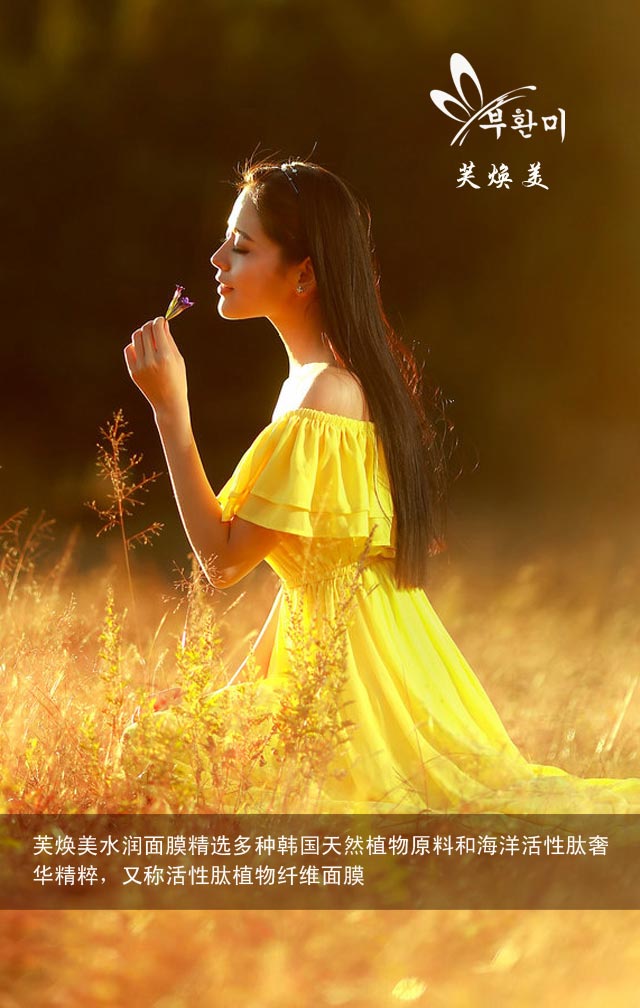 부환미
芙焕美
芙焕美水润面膜精选多种韩国天然植物原料和海洋活性肽奢
华精粹，又称活性肽植物纤维面膜